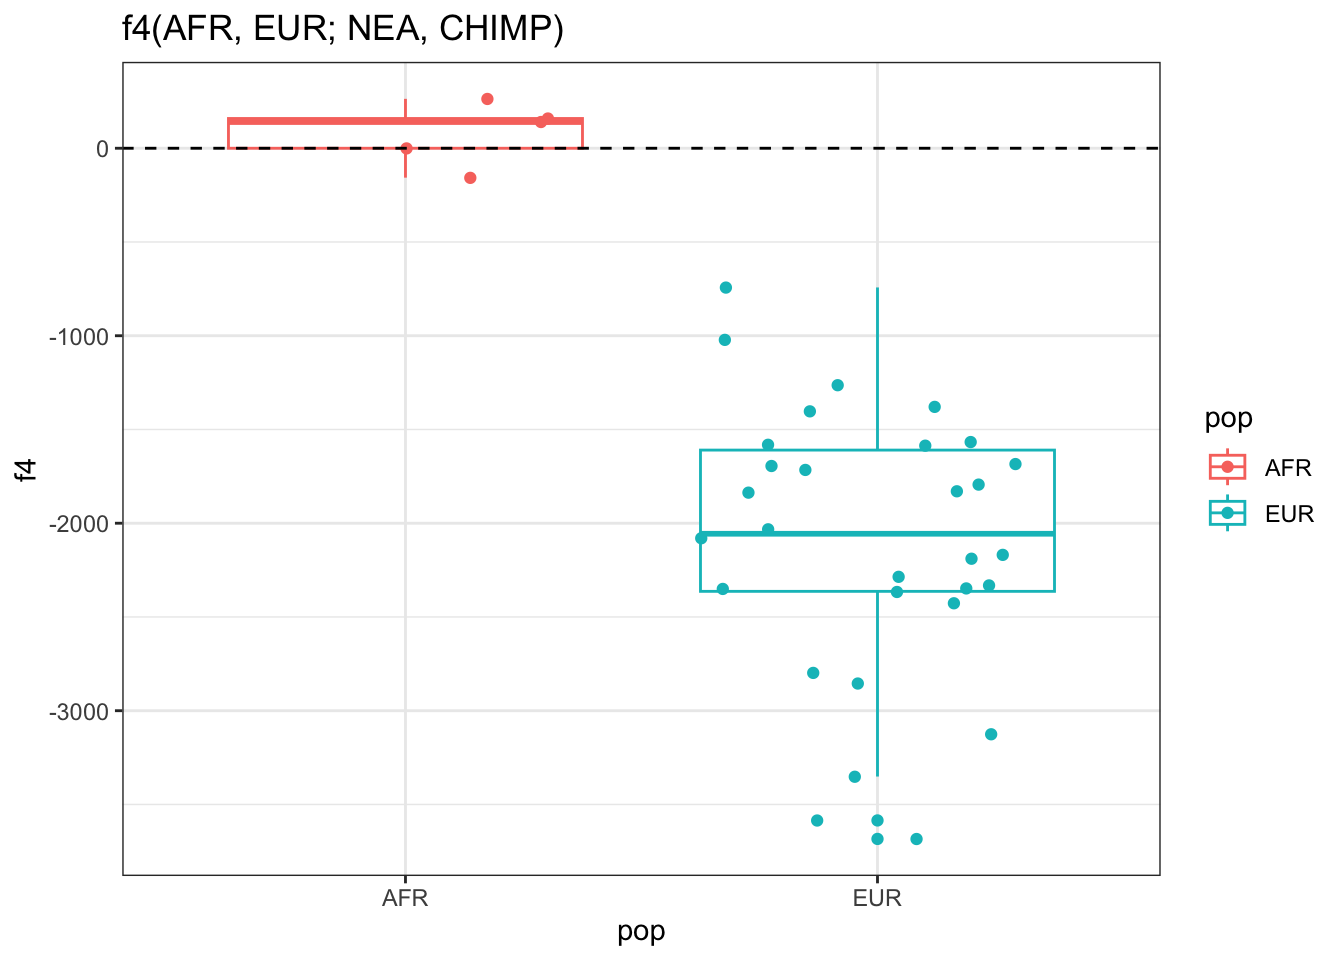 f4(AFR, EUR; NEA, CHIMP)
f4
0
-1000
-2000
-3000
AFR
EUR
pop
pop
AFR
EUR